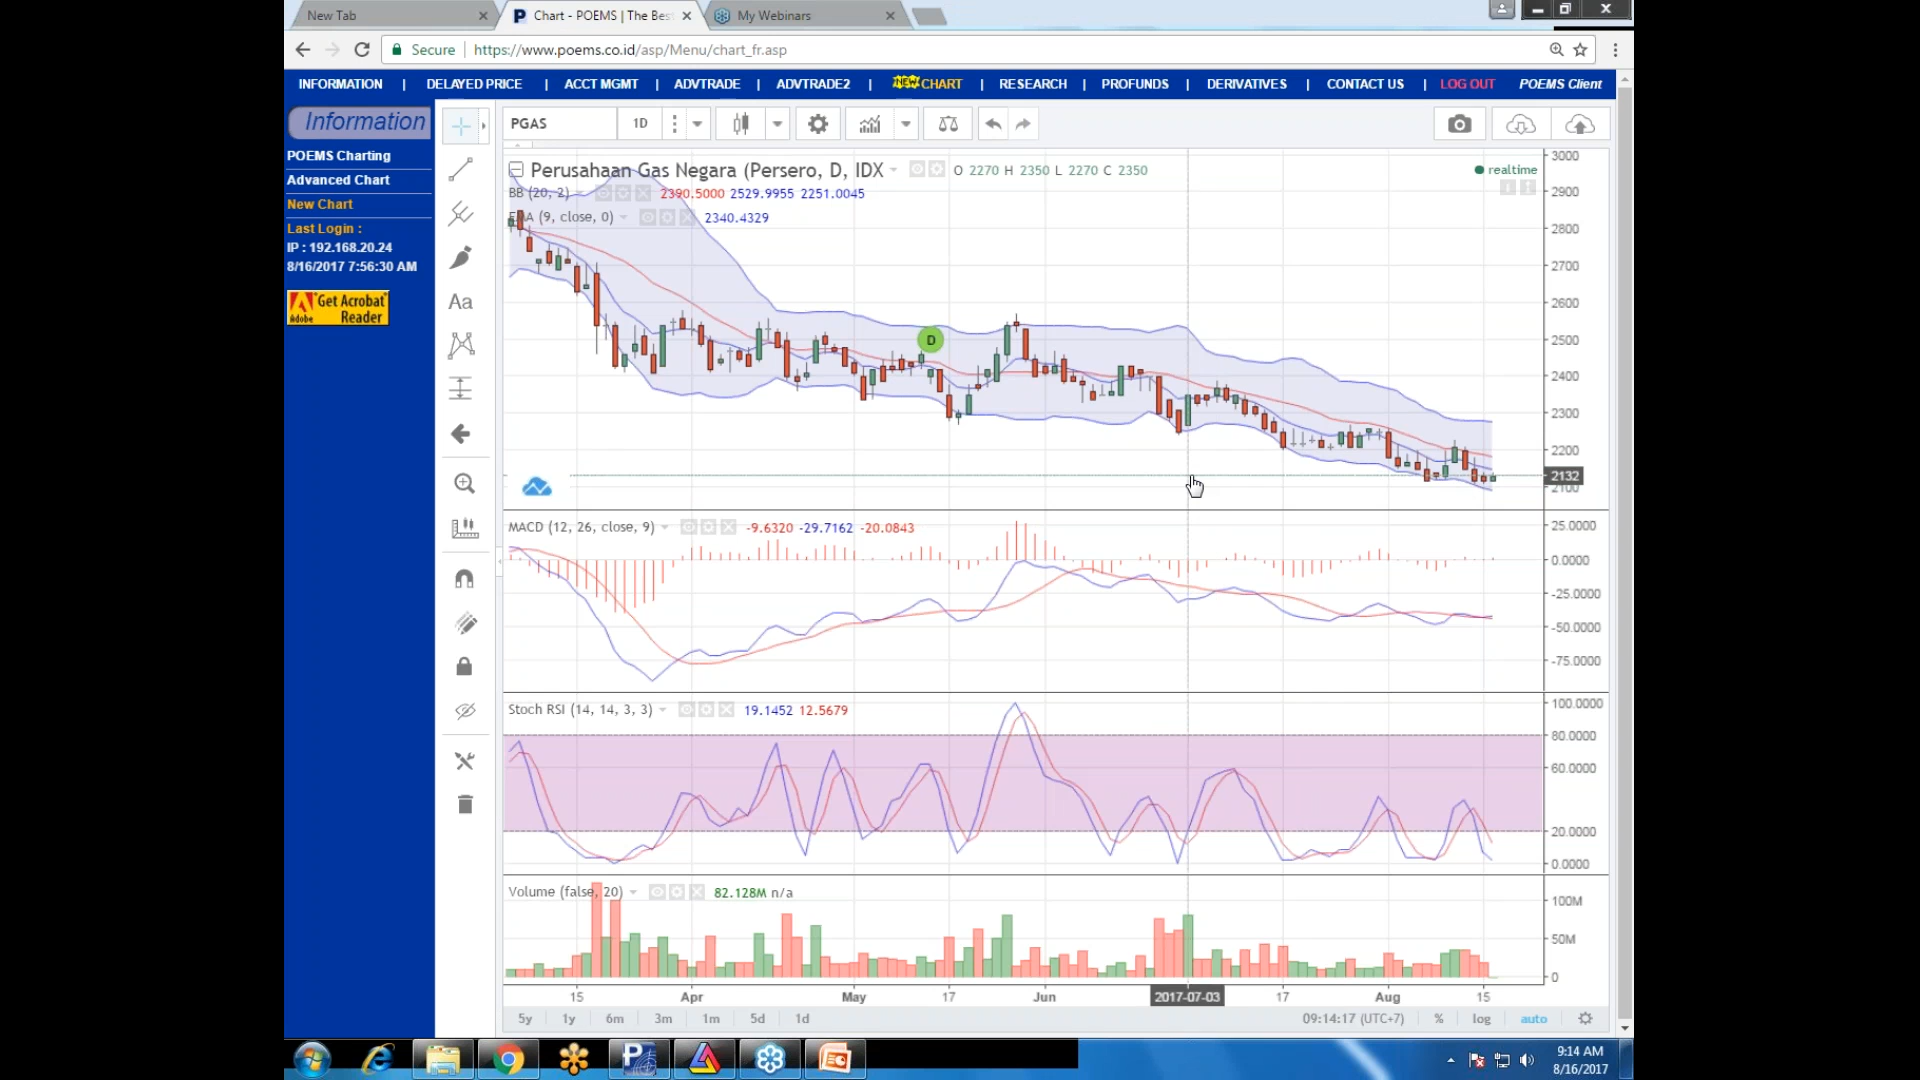 New Tab
Chart - POEMS | The Bes
My Webinars
Secure
https://www.poems.co.id/asp/Menu/chart_fr.asp
INFORMATION | DELAYED PRICE | ACCT MGMT | ADVTRADE | ADVTRADE2 | NEW CHART | RESEARCH | PROFUNDS | DERIVATIVES | CONTACT US | LOG OUT POEMS Client
Information
POEMS Charting
Advanced Chart
New Chart
Last Login :
IP : 192.168.20.24
8/16/2017 7:56:30 AM
Get Acrobat
Adobe Reader
Aa
PGAS
1D
Perusahaan Gas Negara (Persero, D, IDX
O 2270 H 2350 L 2270 C 2350
realtime
BB (20, 2) 2390.5000 2529.9955 2251.0045
EMA (9, close, 0) 2340.4329
D
3000
2900
2800
2700
2600
2500
2400
2300
2200
2132
2100
MACD (12, 26, close, 9) -9.6320 -29.7162 -20.0843
25.0000
0.0000
-25.0000
-50.0000
-75.0000
Stoch RSI (14, 14, 3, 3) 19.1452 12.5679
100.0000
80.0000
60.0000
20.0000
0.0000
Volume (false, 20) 82.128M n/a
100M
50M
0
15 Apr May 17 Jun 2017-07-03 17 Aug 15
5y 1y 6m 3m 1m 5d 1d
09:14:17 (UTC+7) % log auto
9:14 AM
8/16/2017